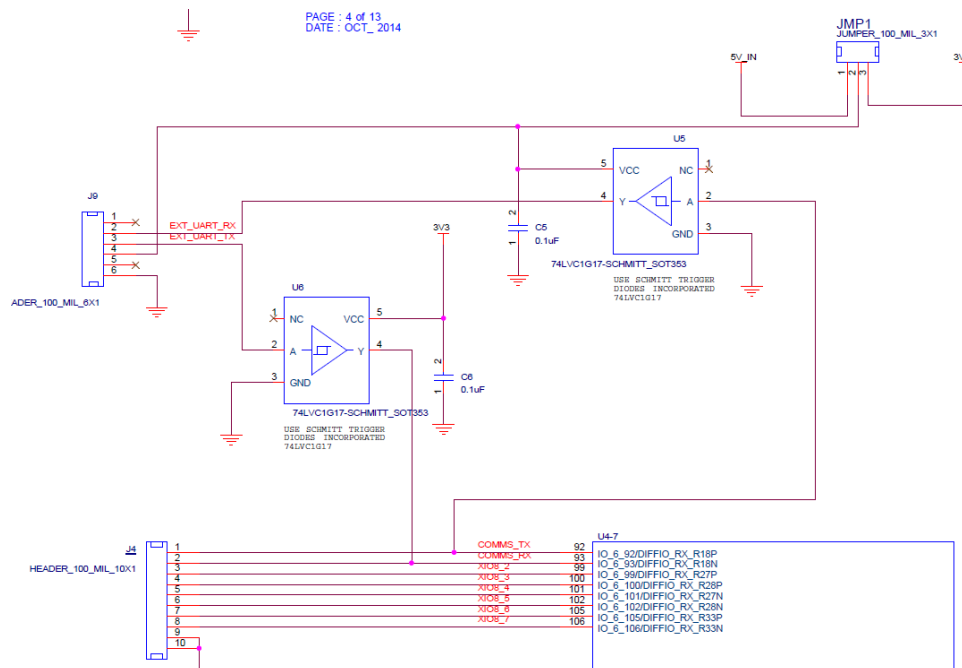 PAGE : 4 of 13
DATE : OCT_ 2014
JMP1
JUMPER_100_MIL_3X1
5V_IN
3V
1
2
3
U5
5 VCC NC 1
4 Y A 2
GND 3
J9
1
2 EXT_UART_RX
3 EXT_UART_TX
4
5
6
ADER_100_MIL_6X1
2
C5
1
0.1uF
74LVC1G17-SCHMITT_SOT353
USE SCHMITT TRIGGER
DIODES INCORPORATED
74LVC1G17
3V3
U6
1 NC VCC 5
2 A Y 4
3 GND
2
C6
1
0.1uF
74LVC1G17-SCHMITT_SOT353
USE SCHMITT TRIGGER
DIODES INCORPORATED
74LVC1G17
J4
HEADER_100_MIL_10X1
U4-7
1 COMMS_TX 92 IO_6_92/DIFFIO_RX_R18P
2 COMMS_RX 93 IO_6_93/DIFFIO_RX_R18N
3 XIO8_2 99 IO_6_99/DIFFIO_RX_R27P
4 XIO8_3 100 IO_6_100/DIFFIO_RX_R28P
5 XIO8_4 101 IO_6_101/DIFFIO_RX_R27N
6 XIO8_5 102 IO_6_102/DIFFIO_RX_R28N
7 XIO8_6 105 IO_6_105/DIFFIO_RX_R33P
8 XIO8_7 106 IO_6_106/DIFFIO_RX_R33N
9
10